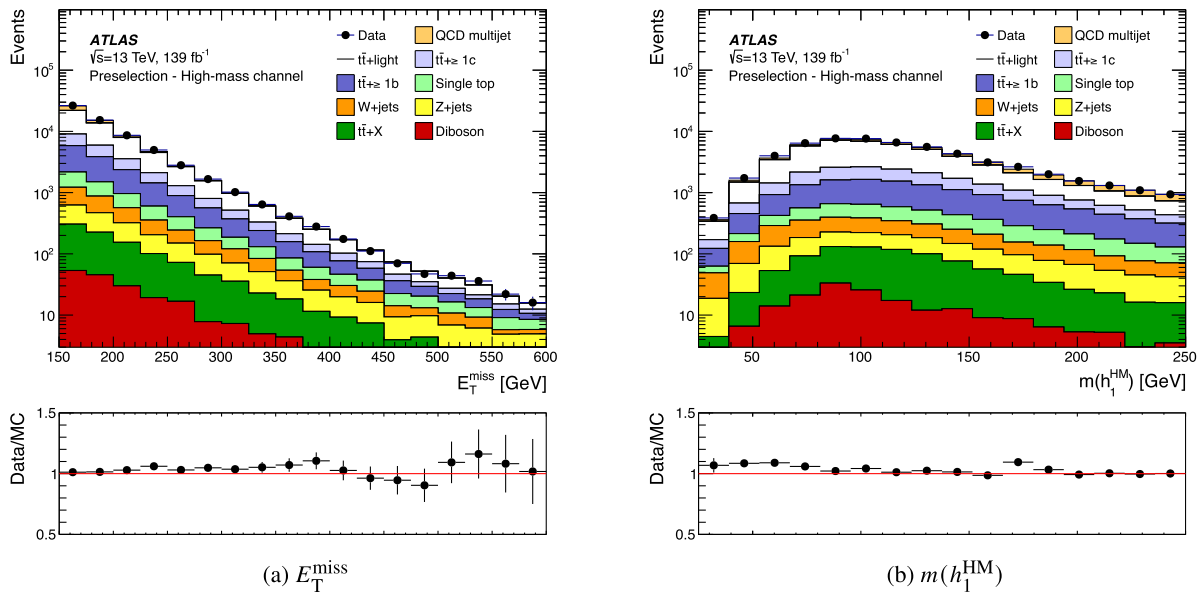 Events
10⁵
10⁴
10³
10²
10
ATLAS
√s=13 TeV, 139 fb⁻¹
Preselection - High-mass channel
Data
QCD multijet
tt̄+light
tt̄+≥ 1c
tt̄+≥ 1b
Single top
W+jets
Z+jets
tt̄+X
Diboson
150 200 250 300 350 400 450 500 550 600
E_T^miss [GeV]
Data/MC
1.5
1
0.5
(a) E_T^miss
Events
10⁵
10⁴
10³
10²
10
ATLAS
√s=13 TeV, 139 fb⁻¹
Preselection - High-mass channel
Data
QCD multijet
tt̄+light
tt̄+≥ 1c
tt̄+≥ 1b
Single top
W+jets
Z+jets
tt̄+X
Diboson
50 100 150 200 250
m(h_1^HM) [GeV]
Data/MC
1.5
1
0.5
(b) m(h_1^HM)